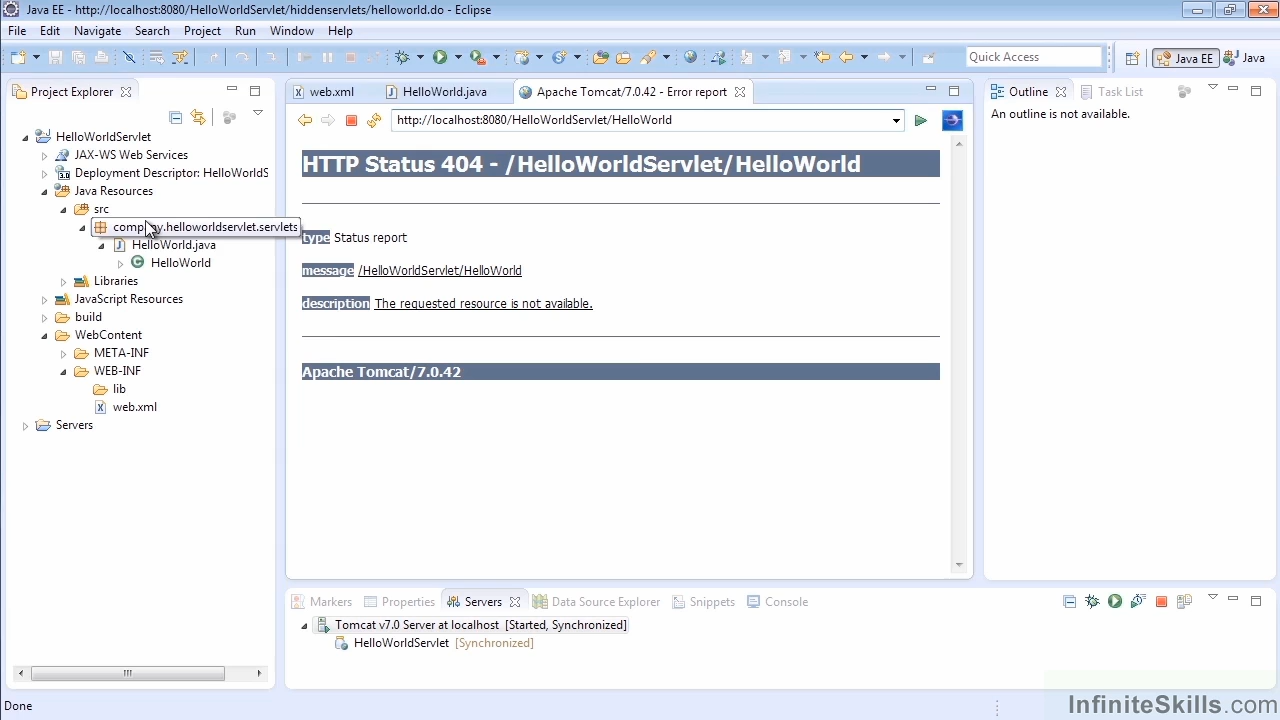 Java EE - http://localhost:8080/HelloWorldServlet/hiddenservlets/helloworld.do - Eclipse
File Edit Navigate Search Project Run Window Help
Quick Access Java EE Java
Project Explorer
web.xml HelloWorld.java Apache Tomcat/7.0.42 - Error report
Outline Task List
http://localhost:8080/HelloWorldServlet/HelloWorld
An outline is not available.
HelloWorldServlet
JAX-WS Web Services
Deployment Descriptor: HelloWorldS
Java Resources
src
helloworldservlet.servlets
HelloWorld.java
HelloWorld
Libraries
JavaScript Resources
build
WebContent
META-INF
WEB-INF
lib
web.xml
Servers
HTTP Status 404 - /HelloWorldServlet/HelloWorld
type Status report
message /HelloWorldServlet/HelloWorld
description The requested resource is not available.
Apache Tomcat/7.0.42
Markers Properties Servers Data Source Explorer Snippets Console
Tomcat v7.0 Server at localhost [Started, Synchronized]
HelloWorldServlet [Synchronized]
Done
InfiniteSkills.com